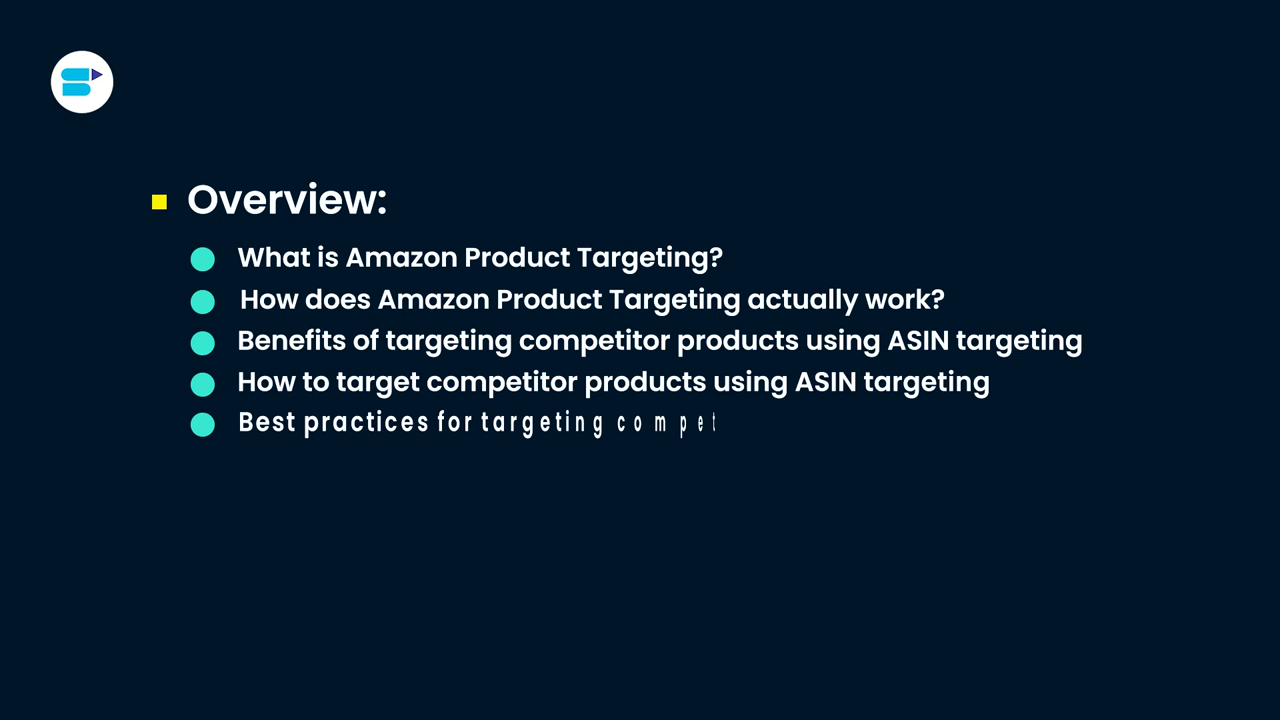 Overview:
What is Amazon Product Targeting?
How does Amazon Product Targeting actually work?
Benefits of targeting competitor products using ASIN targeting
How to target competitor products using ASIN targeting
Best practices for targeting compet